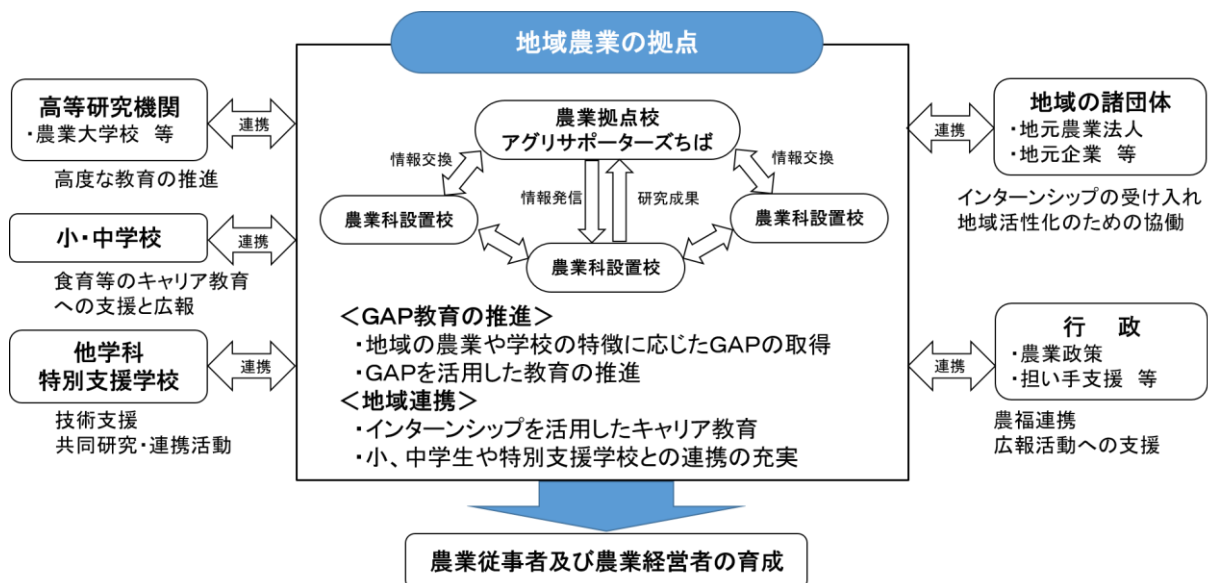 地域農業の拠点
高等研究機関
・農業大学校 等
連携
高度な教育の推進
小・中学校
連携
食育等のキャリア教育
への支援と広報
他学科
特別支援学校
連携
技術支援
共同研究・連携活動
農業拠点校
アグリサポーターズちば
情報交換
情報交換
情報発信
研究成果
農業科設置校
農業科設置校
農業科設置校
＜GAP教育の推進＞
・地域の農業や学校の特徴に応じたGAPの取得
・GAPを活用した教育の推進
＜地域連携＞
・インターンシップを活用したキャリア教育
・小、中学生や特別支援学校との連携の充実
連携
地域の諸団体
・地元農業法人
・地元企業 等
インターンシップの受け入れ
地域活性化のための協働
連携
行 政
・農業政策
・担い手支援 等
農福連携
広報活動への支援
農業従事者及び農業経営者の育成